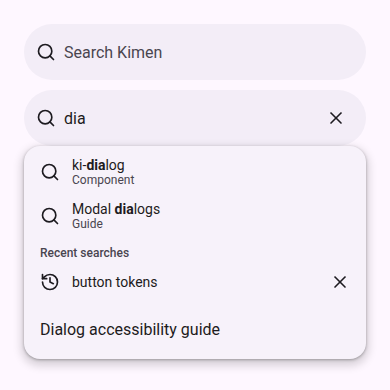 Search Kimen
dia
ki-dialog
Component
Modal dialogs
Guide
Recent searches
button tokens
Dialog accessibility guide